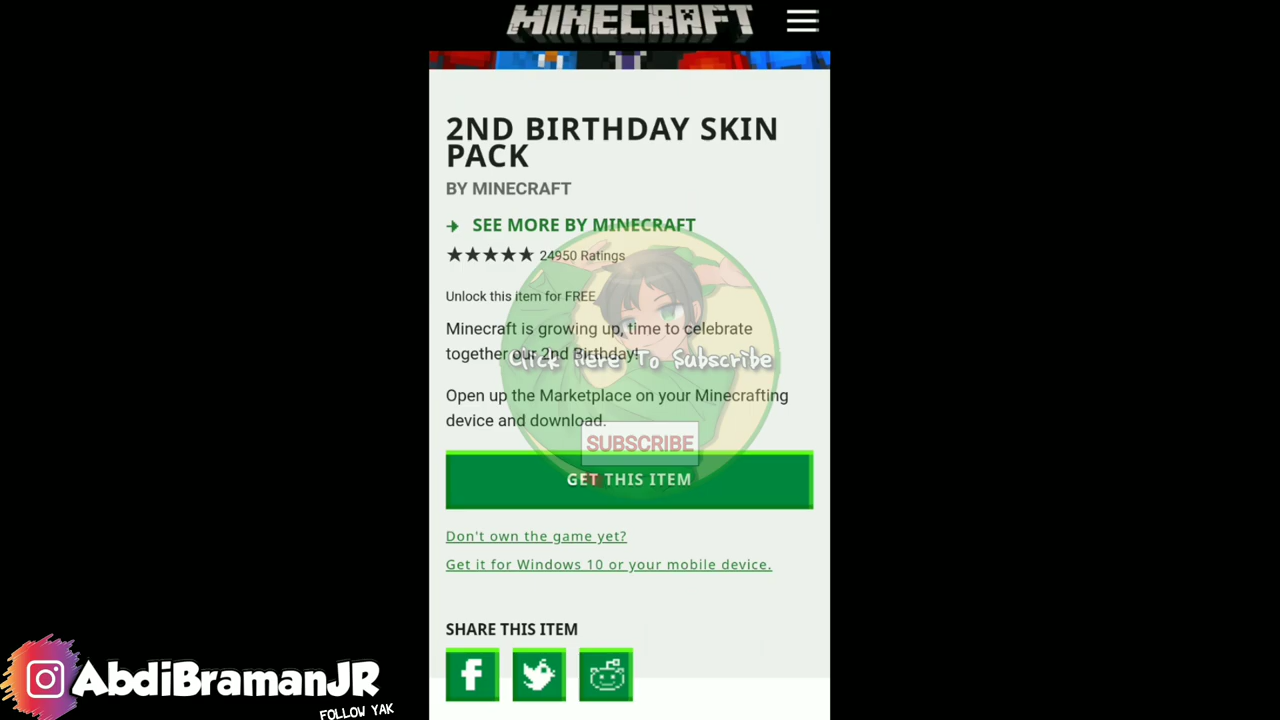 MINECRAFT
2ND BIRTHDAY SKIN
PACK
BY MINECRAFT
SEE MORE BY MINECRAFT
24950 Ratings
Unlock this item for FREE
Minecraft is growing up, time to celebrate
together our 2nd Birthday!
Click Here To Subscribe
Open up the Marketplace on your Minecrafting
device and download.
SUBSCRIBE
GET THIS ITEM
Don't own the game yet?
Get it for Windows 10 or your mobile device.
SHARE THIS ITEM
AbdiBramanJR
FOLLOW YAK